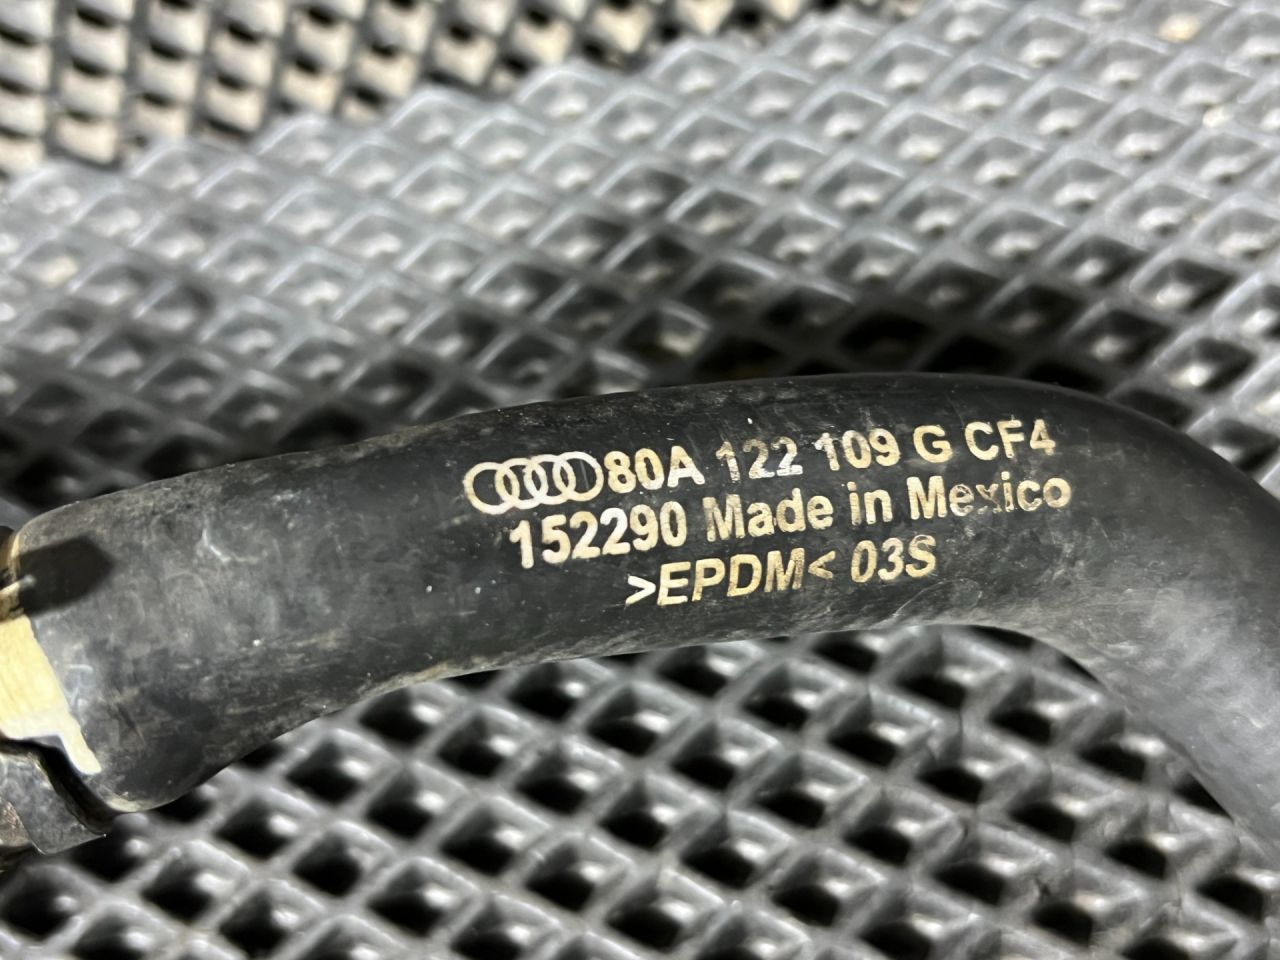 80A 122 109 G CF4
152290 Made in Mexico
>EPDM< 03S